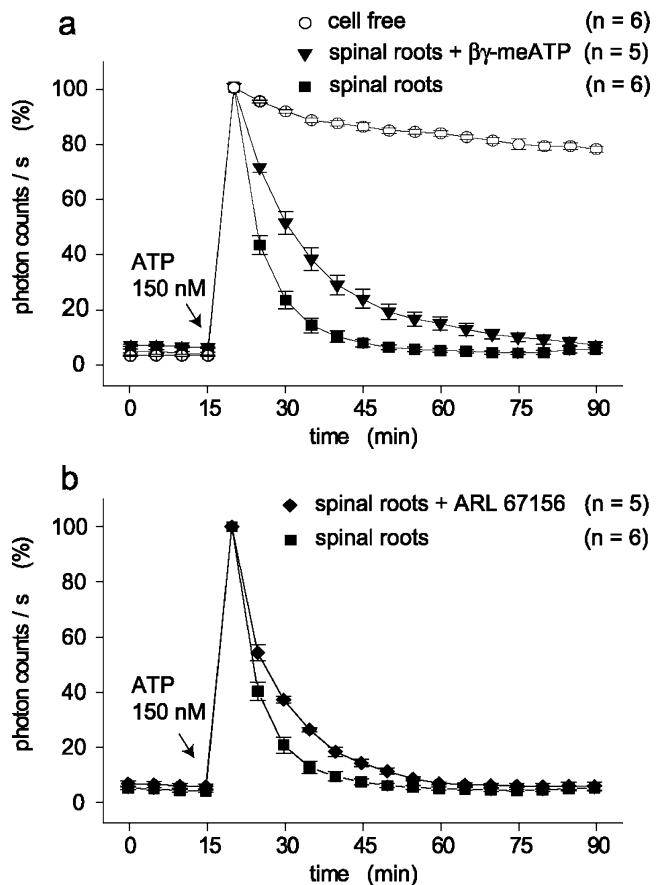 a
cell free (n = 6)
spinal roots + βγ-meATP (n = 5)
spinal roots (n = 6)
photon counts / s (%)
100
80
60
40
20
0
ATP
150 nM
0 15 30 45 60 75 90
time (min)
b
spinal roots + ARL 67156 (n = 5)
spinal roots (n = 6)
photon counts / s (%)
100
80
60
40
20
0
ATP
150 nM
0 15 30 45 60 75 90
time (min)